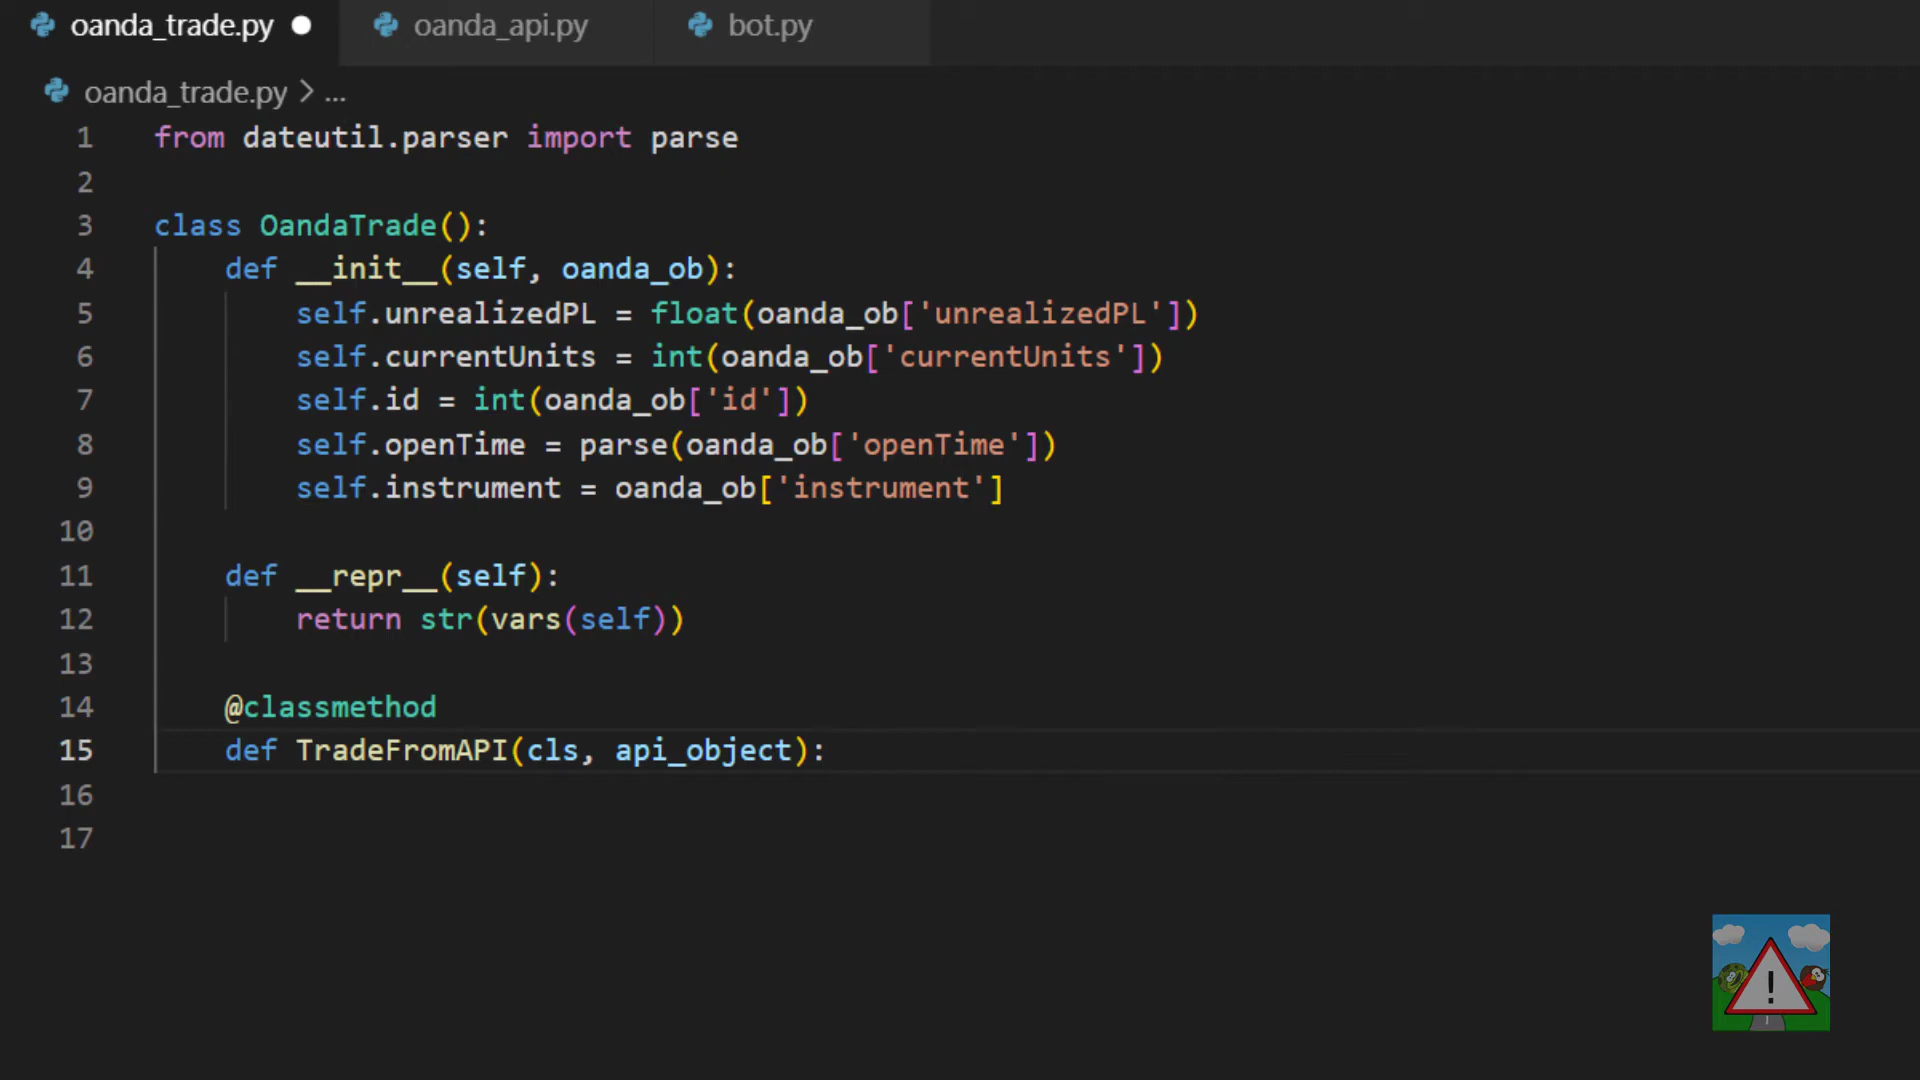 oanda_trade.py oanda_api.py bot.py
oanda_trade.py > ...
1 from dateutil.parser import parse
2
3 class OandaTrade():
4     def __init__(self, oanda_ob):
5         self.unrealizedPL = float(oanda_ob['unrealizedPL'])
6         self.currentUnits = int(oanda_ob['currentUnits'])
7         self.id = int(oanda_ob['id'])
8         self.openTime = parse(oanda_ob['openTime'])
9         self.instrument = oanda_ob['instrument']
10
11     def __repr__(self):
12         return str(vars(self))
13
14     @classmethod
15     def TradeFromAPI(cls, api_object):
16
17
!